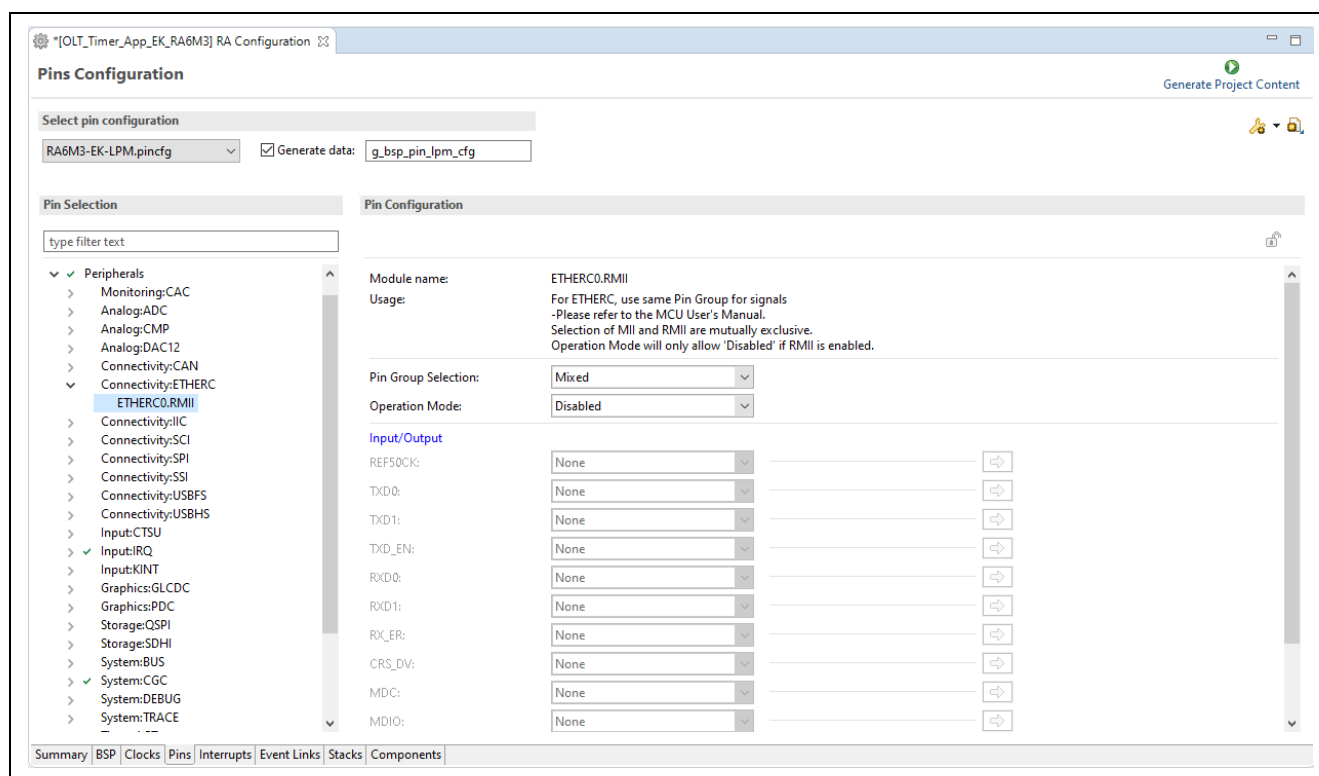 *[OLT_Timer_App_EK_RA6M3] RA Configuration
Pins Configuration
Generate Project Content
Select pin configuration
RA6M3-EK-LPM.pincfg
Generate data:
g_bsp_pin_lpm_cfg
Pin Selection
type filter text
Peripherals
Monitoring:CAC
Analog:ADC
Analog:CMP
Analog:DAC12
Connectivity:CAN
Connectivity:ETHERC
ETHERC0.RMII
Connectivity:IIC
Connectivity:SCI
Connectivity:SPI
Connectivity:SSI
Connectivity:USBFS
Connectivity:USBHS
Input:CTSU
Input:IRQ
Input:KINT
Graphics:GLCDC
Graphics:PDC
Storage:QSPI
Storage:SDHI
System:BUS
System:CGC
System:DEBUG
System:TRACE
Pin Configuration
Module name: ETHERC0.RMII
Usage: For ETHERC, use same Pin Group for signals
-Please refer to the MCU User's Manual.
Selection of MII and RMII are mutually exclusive.
Operation Mode will only allow 'Disabled' if RMII is enabled.
Pin Group Selection: Mixed
Operation Mode: Disabled
Input/Output
REF50CK: None
TXD0: None
TXD1: None
TXD_EN: None
RXD0: None
RXD1: None
RX_ER: None
CRS_DV: None
MDC: None
MDIO: None
Summary BSP Clocks Pins Interrupts Event Links Stacks Components